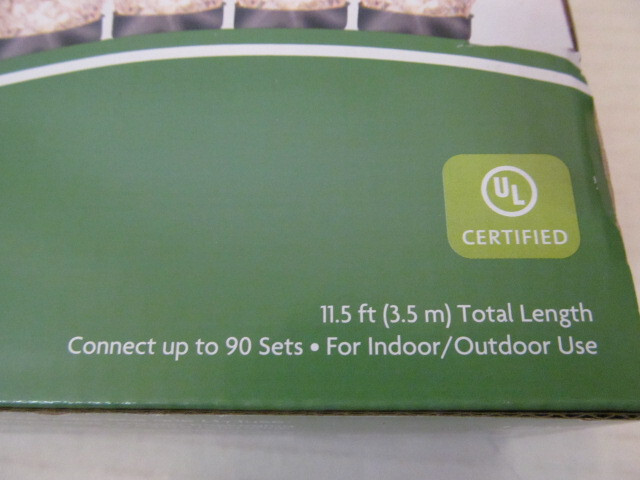 UL
CERTIFIED
11.5 ft (3.5 m) Total Length
Connect up to 90 Sets • For Indoor/Outdoor Use